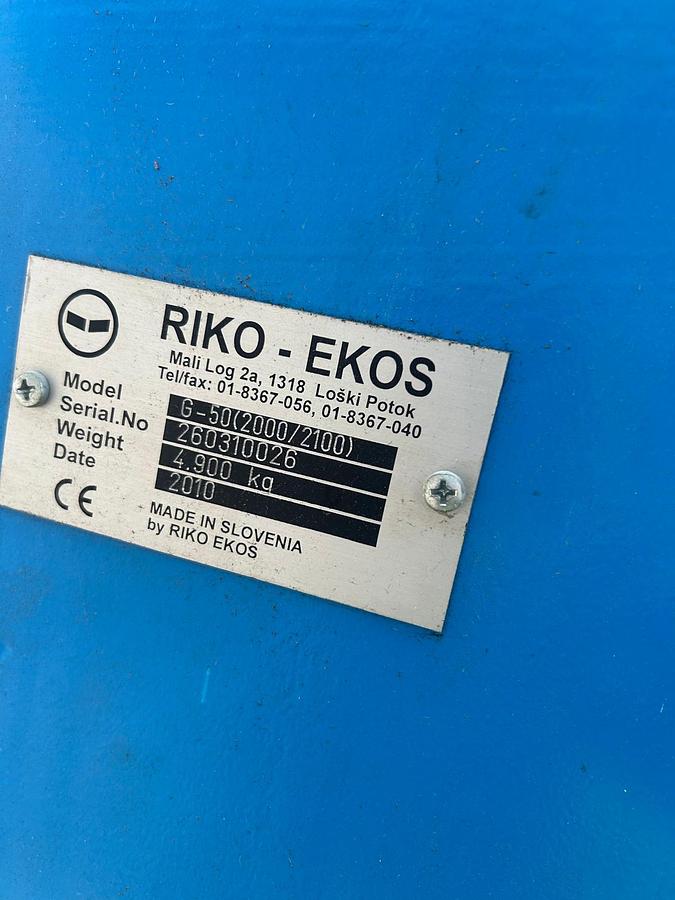 RIKO - EKOS
Mali Log 2a, 1318 Loški Potok
Tel/fax: 01-8367-056, 01-8367-040
Model G-50(2000/2100)
Serial.No 260310026
Weight 4.900 kg
Date 2010
CE
MADE IN SLOVENIA
by RIKO EKOŠ